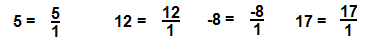 5 = 5/1 12 = 12/1 -8 = -8/1 17 = 17/1